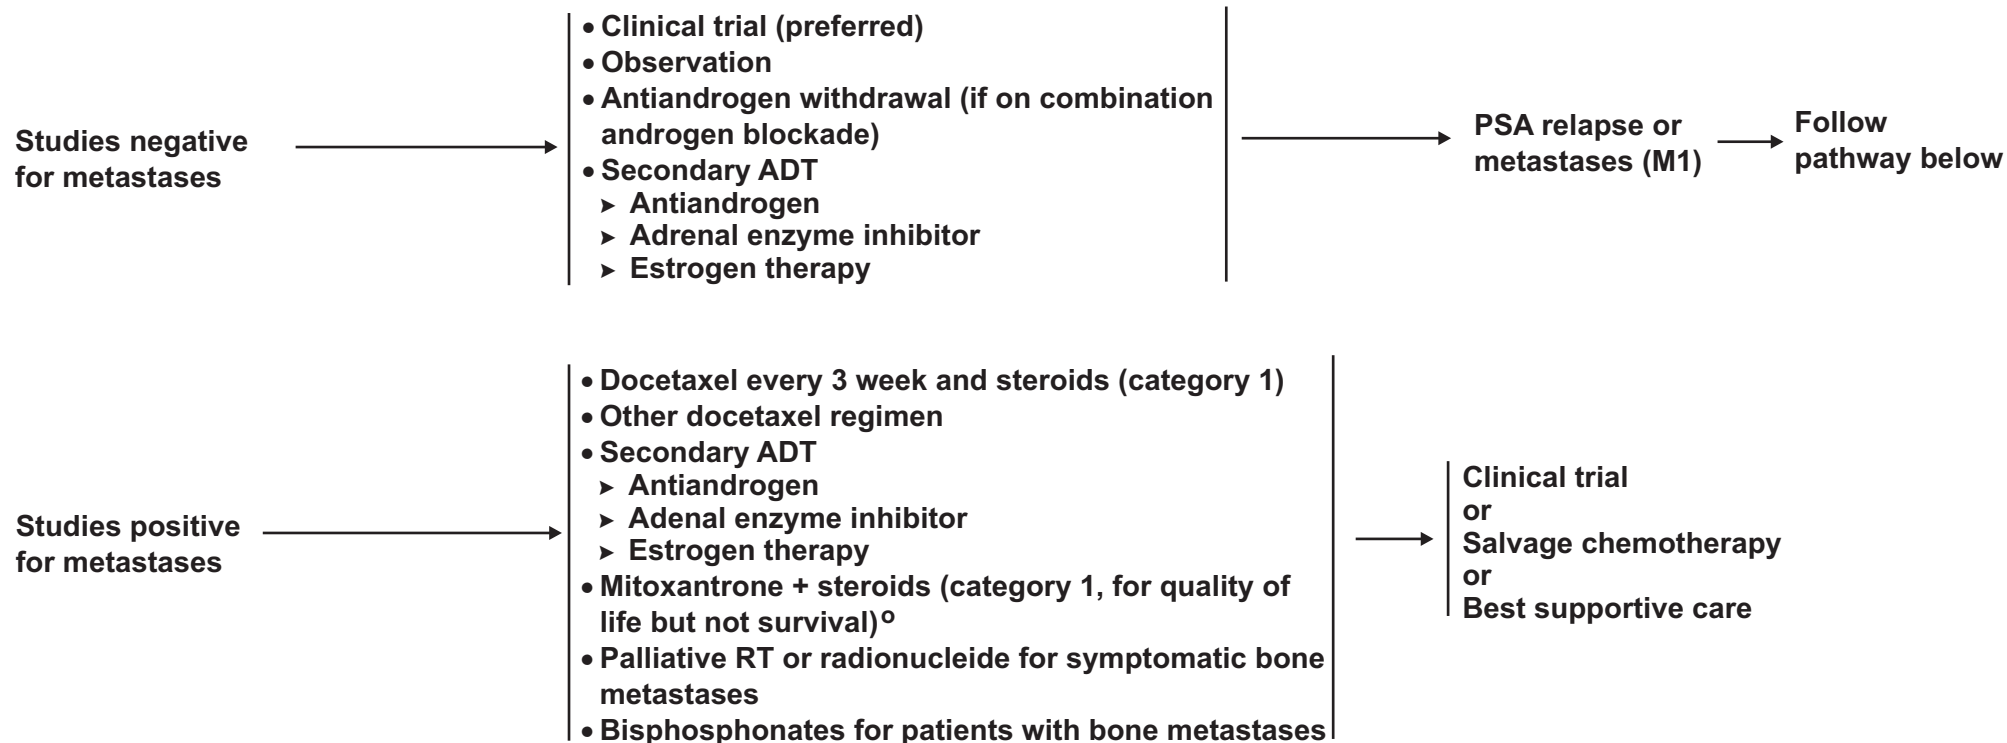 Studies negative
for metastases
• Clinical trial (preferred)
• Observation
• Antiandrogen withdrawal (if on combination
androgen blockade)
• Secondary ADT
➤ Antiandrogen
➤ Adrenal enzyme inhibitor
➤ Estrogen therapy
PSA relapse or
metastases (M1)
Follow
pathway below
Studies positive
for metastases
• Docetaxel every 3 week and steroids (category 1)
• Other docetaxel regimen
• Secondary ADT
➤ Antiandrogen
➤ Adenal enzyme inhibitor
➤ Estrogen therapy
• Mitoxantrone + steroids (category 1, for quality of
life but not survival)º
• Palliative RT or radionucleide for symptomatic bone
metastases
• Bisphosphonates for patients with bone metastases
Clinical trial
or
Salvage chemotherapy
or
Best supportive care